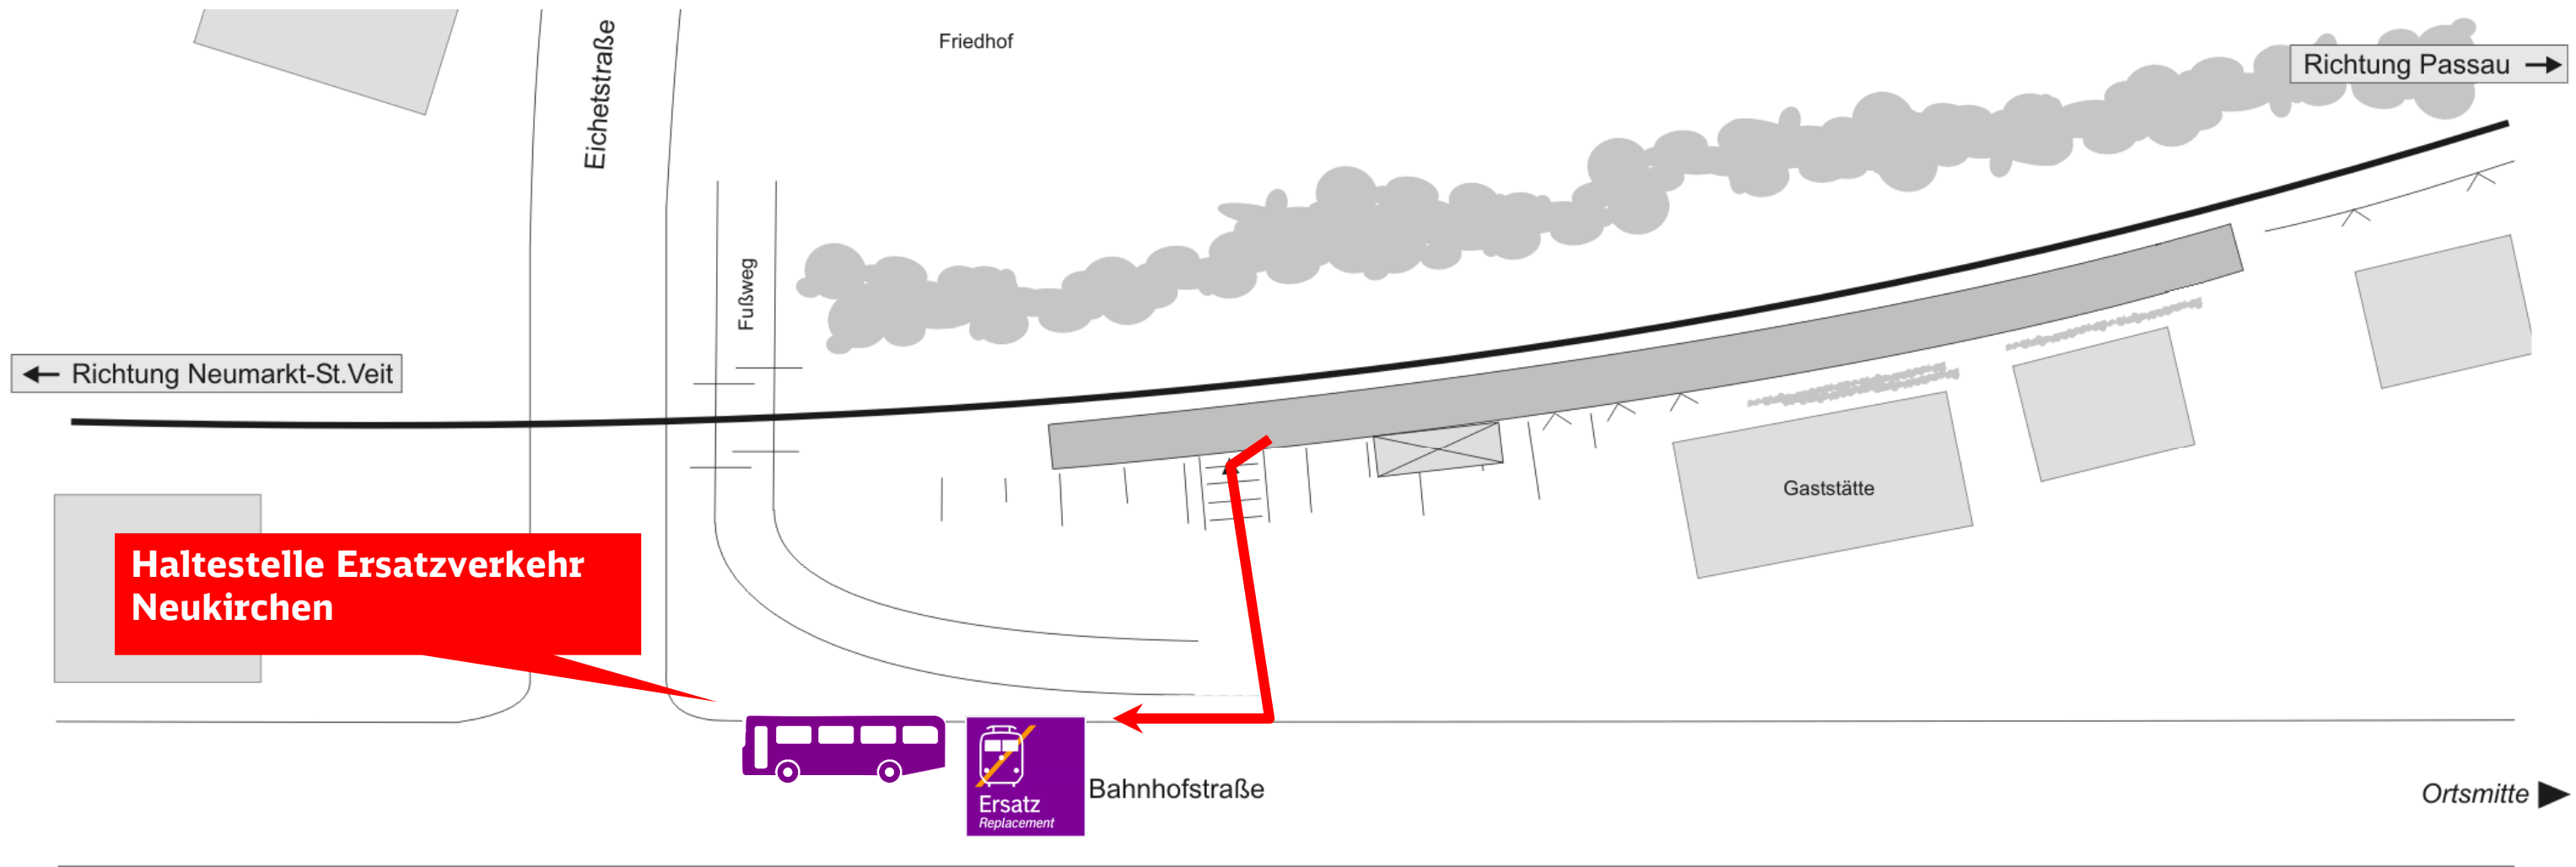 Eichetstraße
Friedhof
Richtung Passau
Fußweg
Richtung Neumarkt-St.Veit
Gaststätte
Haltestelle Ersatzverkehr
Neukirchen
Ersatz
Replacement
Bahnhofstraße
Ortsmitte